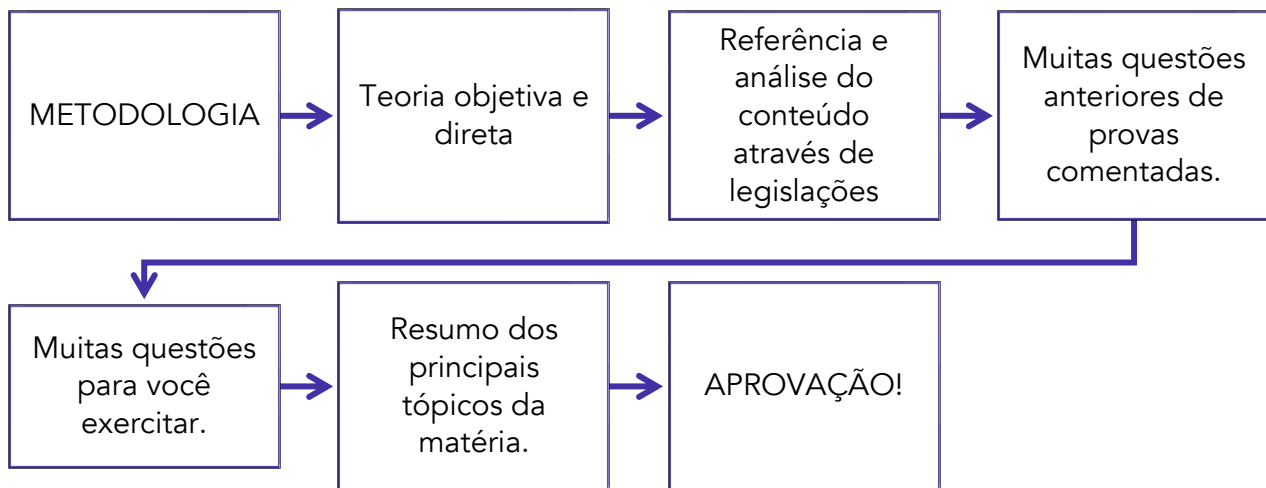 METODOLOGIA
Teoria objetiva e
direta
Referência e
análise do
conteúdo
através de
legislações
Muitas questões
anteriores de
provas
comentadas.
Muitas questões
para você
exercitar.
Resumo dos
principais
tópicos da
matéria.
APROVAÇÃO!